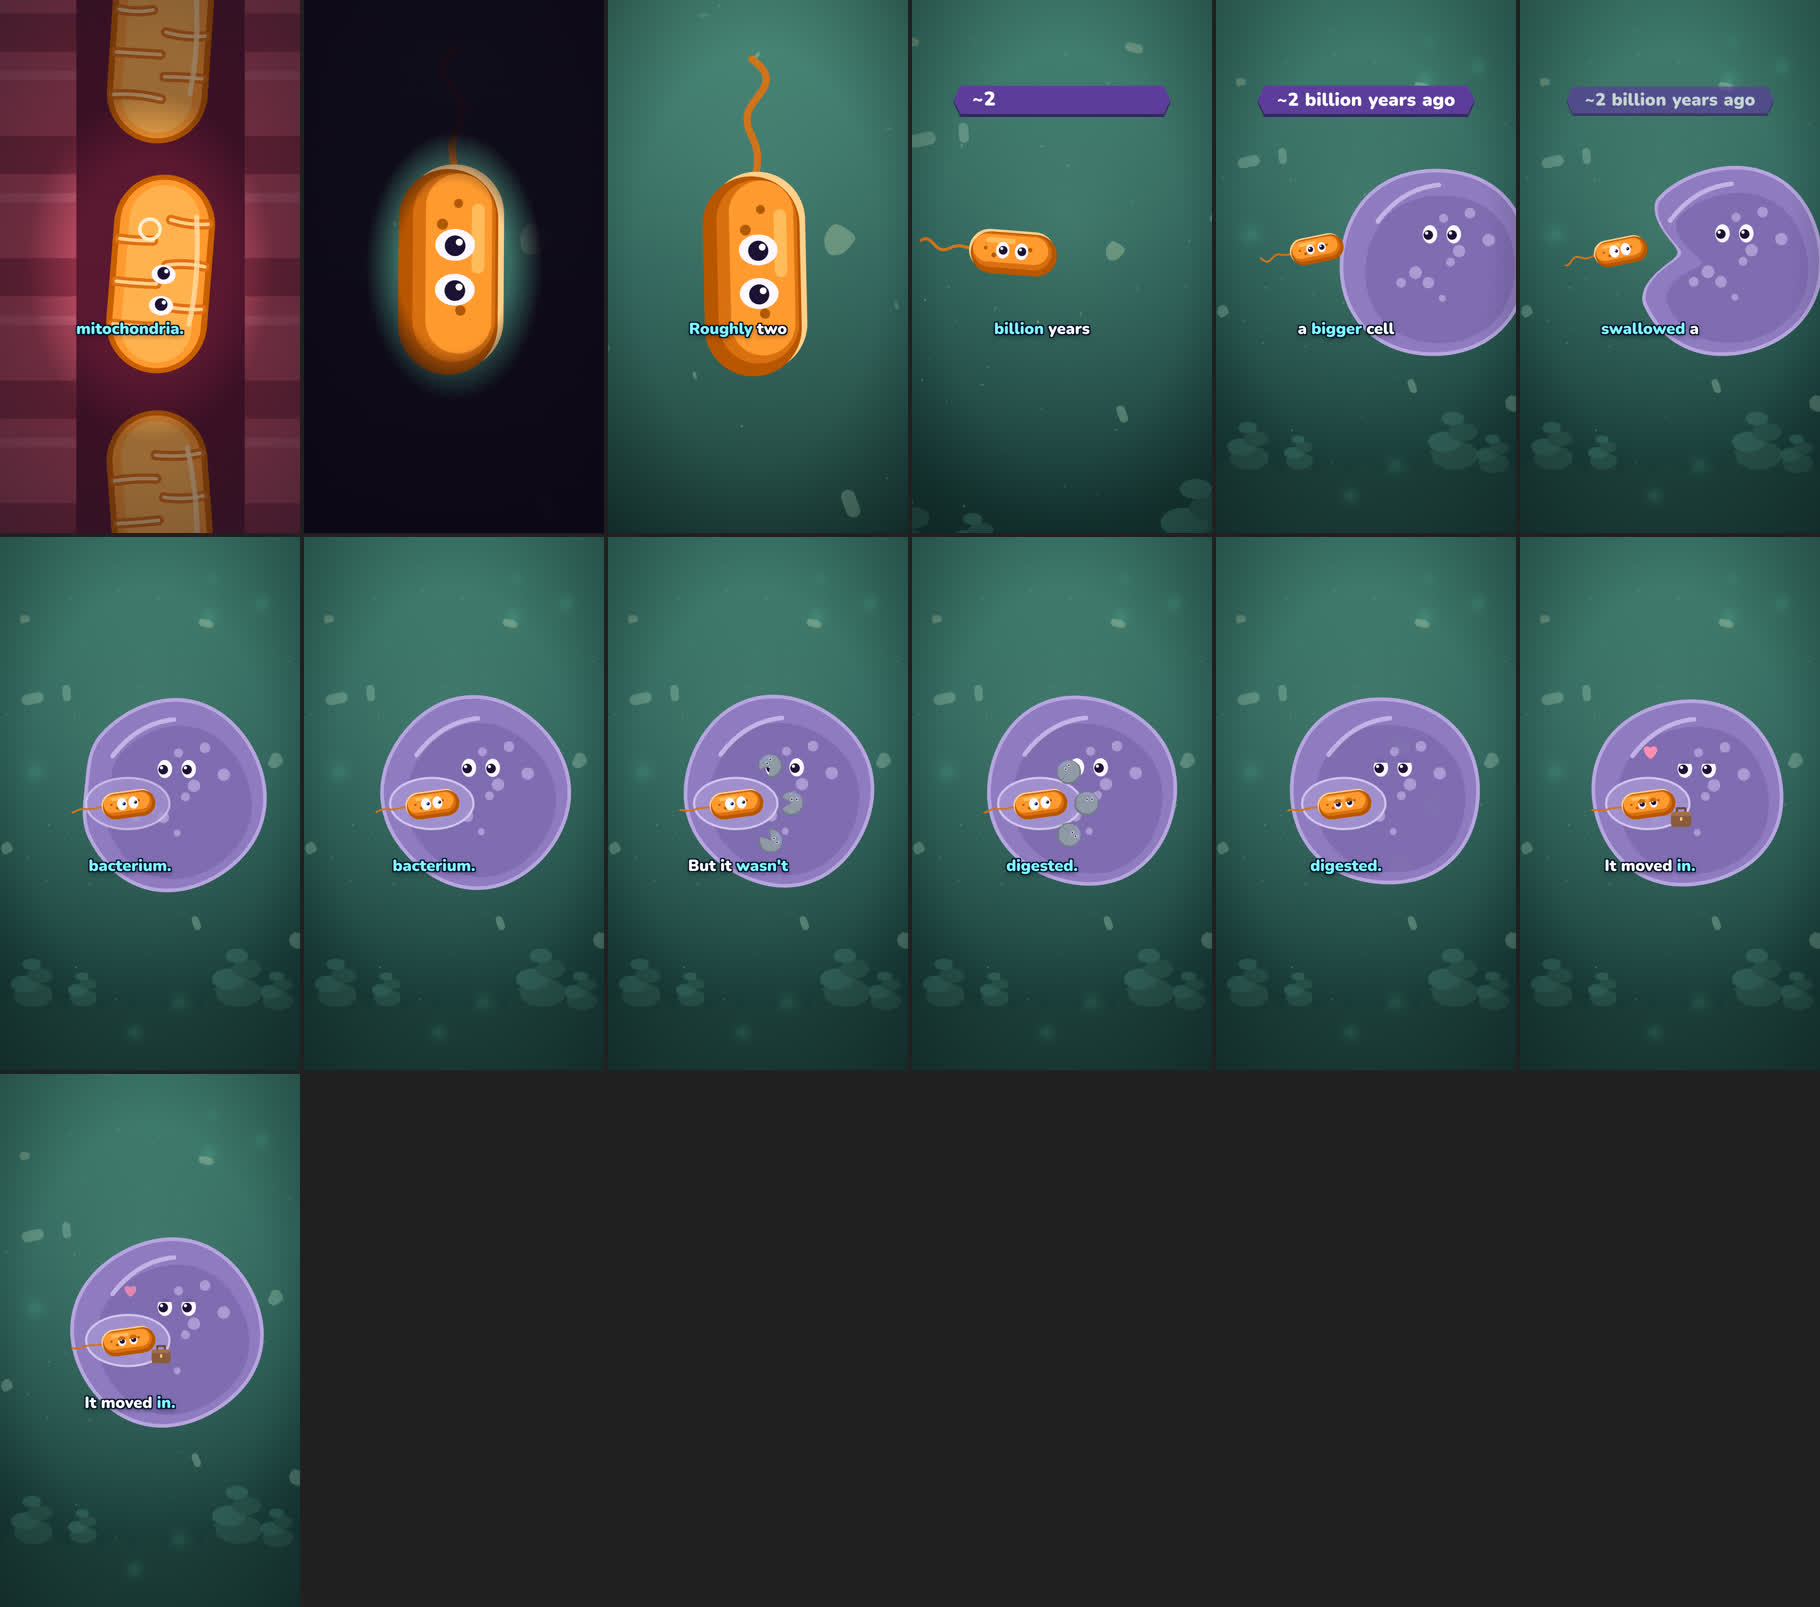 mitochondria.
Roughly two
~2
billion years
~2 billion years ago
a bigger cell
~2 billion years ago
swallowed a
bacterium.
bacterium.
But it wasn't
digested.
digested.
It moved in.
It moved in.